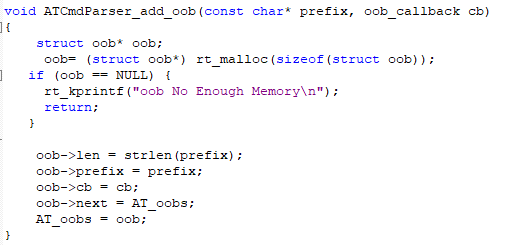 void ATCmdParser_add_oob(const char* prefix, oob_callback cb)
{
struct oob* oob;
oob= (struct oob*) rt_malloc(sizeof(struct oob));
if (oob == NULL) {
rt_kprintf("oob No Enough Memory\n");
return;
}
oob->len = strlen(prefix);
oob->prefix = prefix;
oob->cb = cb;
oob->next = AT_oobs;
AT_oobs = oob;
}